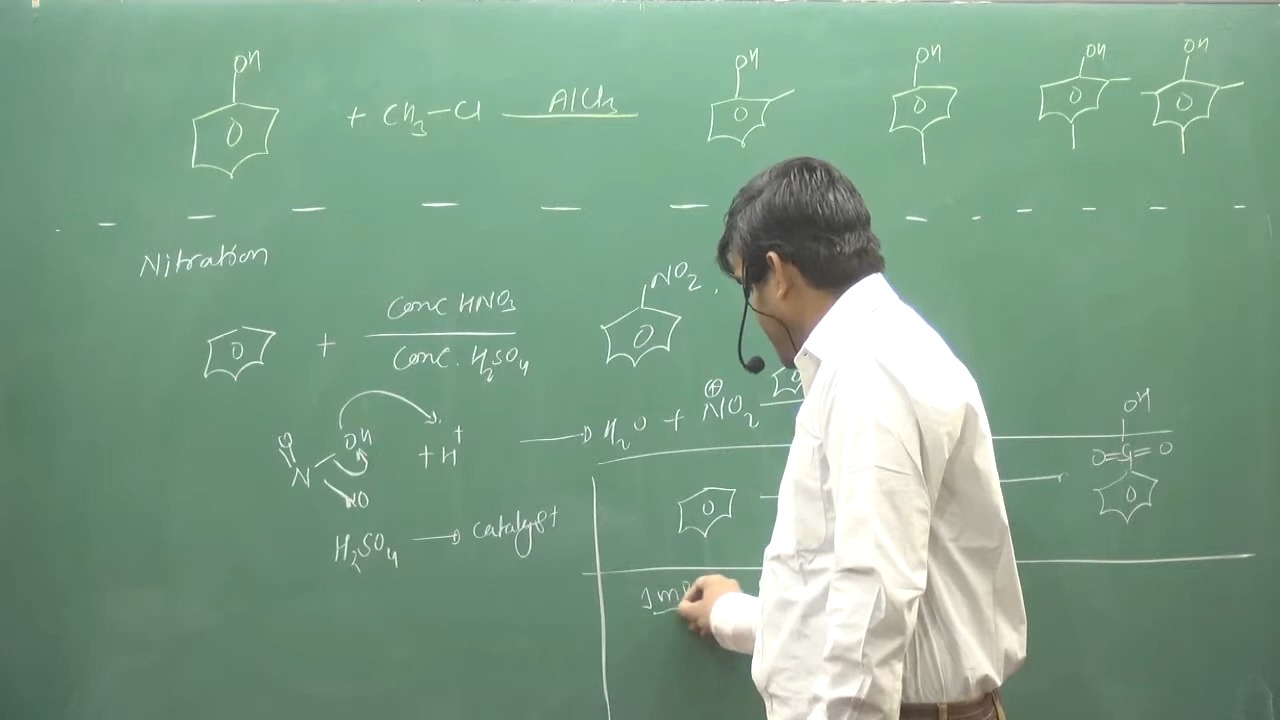 OH OH OH OH OH
+ CH3-Cl AlCl3
Nitration
+ Conc HNO3
Conc. H2SO4
NO2.
O OH + H+ → H2O + NO2 ⊕
N
O
H2SO4 → catalyst
OH
O=S=O
Imp